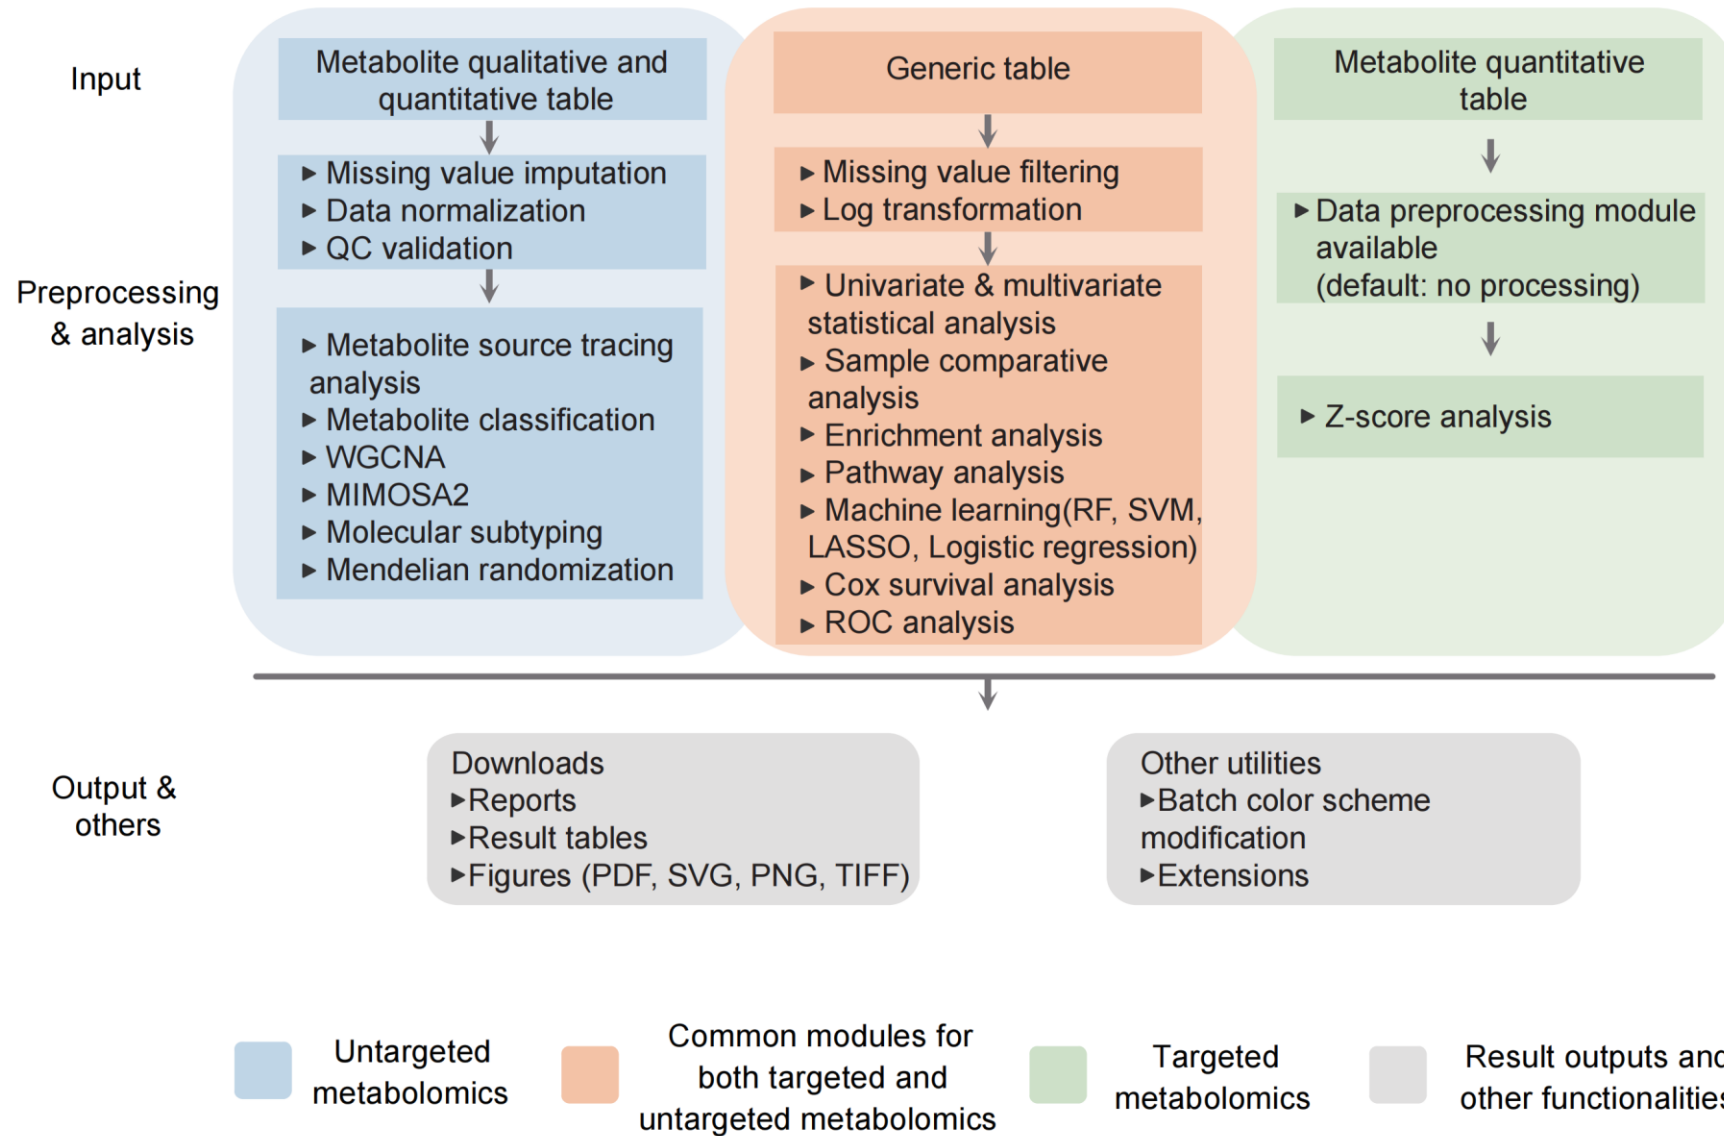 Input
Metabolite qualitative and
quantitative table
Generic table
Metabolite quantitative
table
Preprocessing
& analysis
▸ Missing value imputation
▸ Data normalization
▸ QC validation
▸ Metabolite source tracing
analysis
▸ Metabolite classification
▸ WGCNA
▸ MIMOSA2
▸ Molecular subtyping
▸ Mendelian randomization
▸ Missing value filtering
▸ Log transformation
▸ Univariate & multivariate
statistical analysis
▸ Sample comparative
analysis
▸ Enrichment analysis
▸ Pathway analysis
▸ Machine learning(RF, SVM,
LASSO, Logistic regression)
▸ Cox survival analysis
▸ ROC analysis
▸ Data preprocessing module
available
(default: no processing)
▸ Z-score analysis
Output &
others
Downloads
▸Reports
▸Result tables
▸Figures (PDF, SVG, PNG, TIFF)
Other utilities
▸Batch color scheme
modification
▸Extensions
Untargeted
metabolomics
Common modules for
both targeted and
untargeted metabolomics
Targeted
metabolomics
Result outputs and
other functionalities